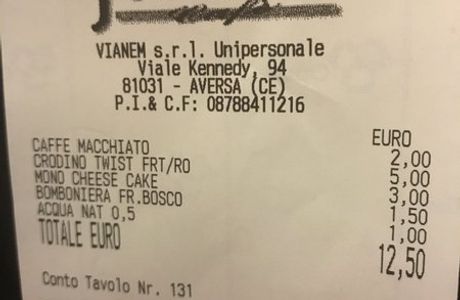 VIANEM s.r.l. Unipersonale
Viale Kennedy, 94
81031 - AVERSA (CE)
P.I.& C.F: 08788411216
EURO
CAFFE MACCHIATO 2,00
CRODINO TWIST FRT/RO 5,00
MONO CHEESE CAKE 3,00
BOMBONIERA FR.BOSCO 1,50
ACQUA NAT 0,5 1,00
TOTALE EURO 12,50
Conto Tavolo Nr. 131